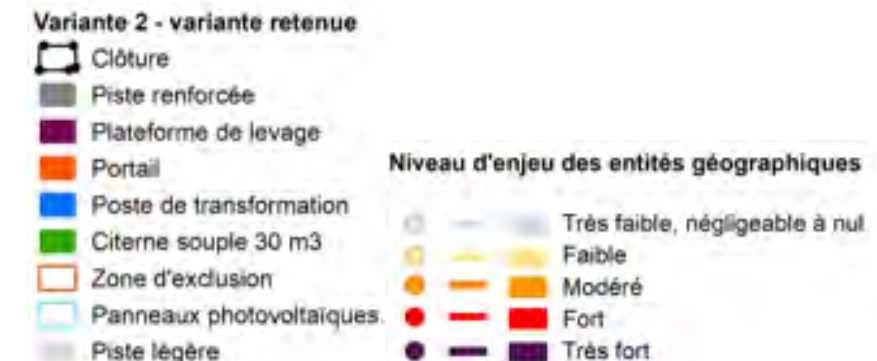 Variante 2 - variante retenue
Clôture
Piste renforcée
Plateforme de levage
Portail
Poste de transformation
Citerne souple 30 m3
Zone d'exclusion
Panneaux photovoltaïques
Piste légère
Niveau d'enjeu des entités géographiques
Très faible, négligeable à nul
Faible
Modéré
Fort
Très fort